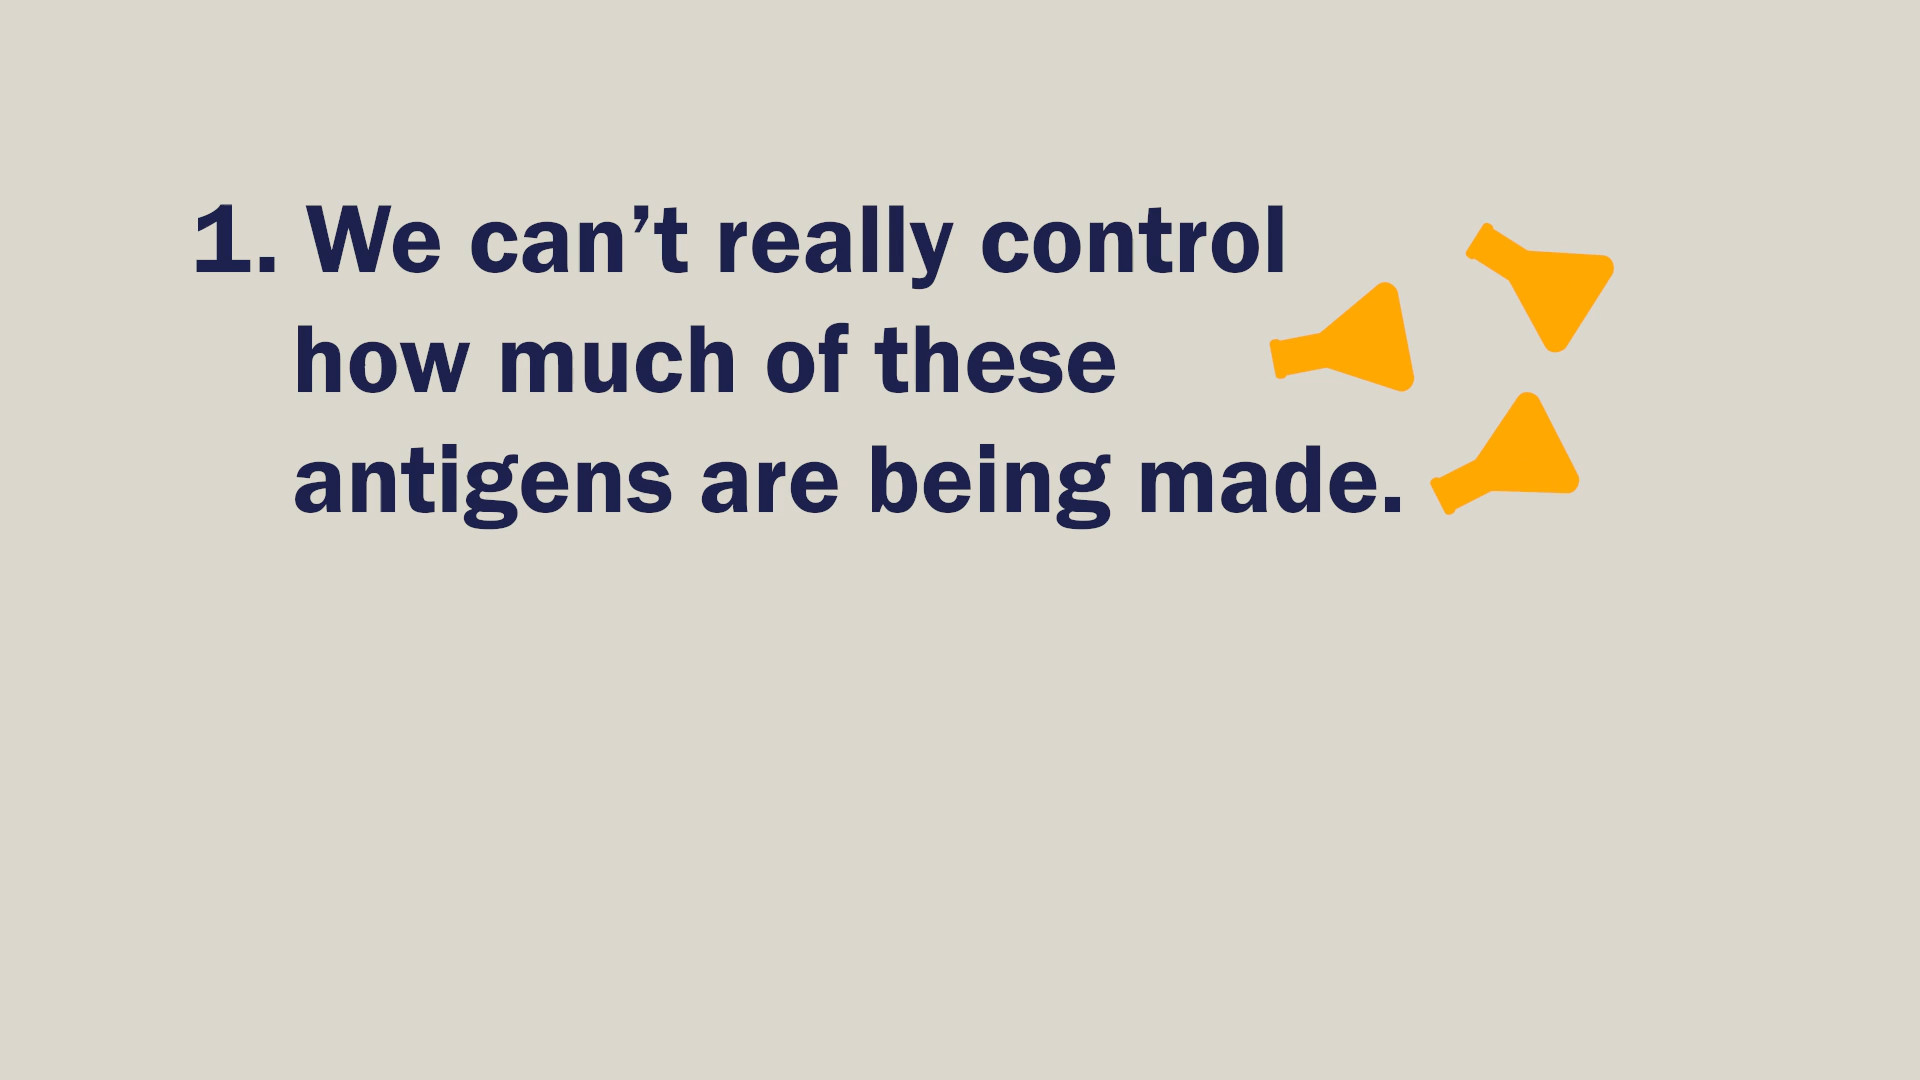 1. We can’t really control
how much of these
antigens are being made.